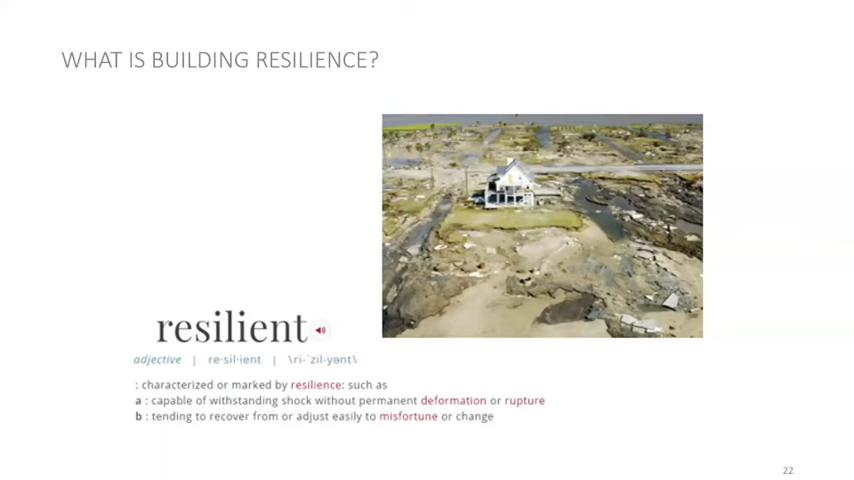 WHAT IS BUILDING RESILIENCE?
resilient
adjective | re·sil·ient | \ri-ˈzil-yənt\
: characterized or marked by resilience: such as
a : capable of withstanding shock without permanent deformation or rupture
b : tending to recover from or adjust easily to misfortune or change
22